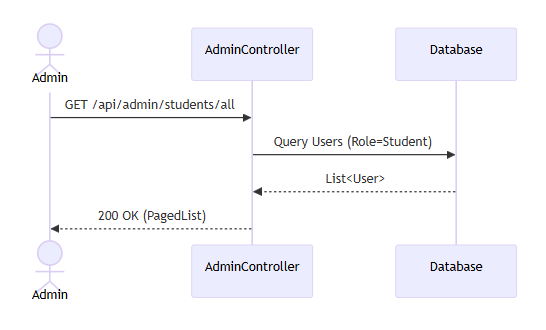 AdminController
Database
Admin
GET /api/admin/students/all
Query Users (Role=Student)
List<User>
200 OK (PagedList)
AdminController
Database
Admin